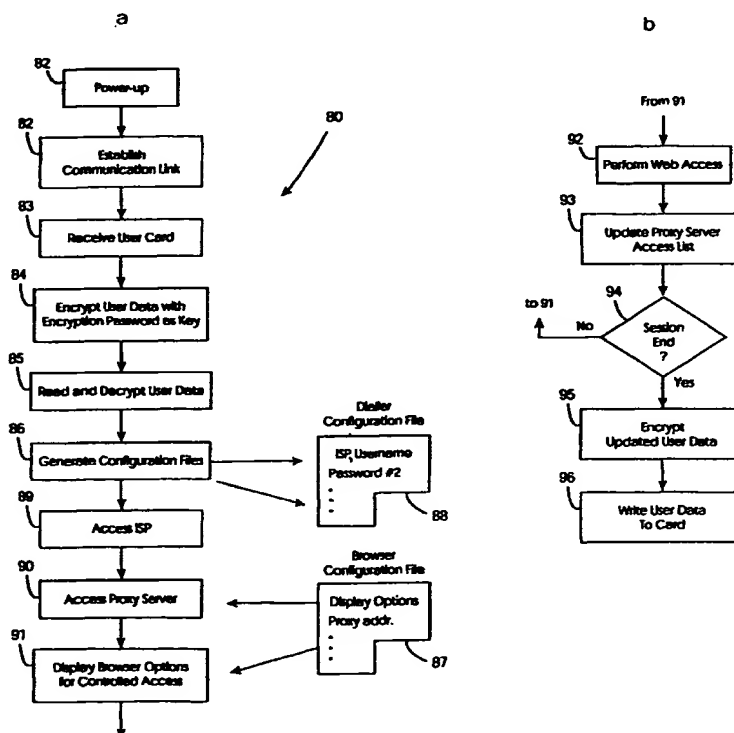 a
82
Power-up
80
82
Establish
Communication Link
83
Receive User Card
84
Encrypt User Data with
Encryption Password as Key
85
Read and Decrypt User Data
86
Generate Configuration Files
Dialler
Configuration File
ISP, Username
Password #2
88
89
Access ISP
90
Access Proxy Server
Browser
Configuration File
Display Options
Proxy addr.
87
91
Display Browser Options
for Controlled Access
b
From 91
92
Perform Web Access
93
Update Proxy Server
Access List
94
to 91
No
Session
End
?
Yes
95
Encrypt
Updated User Data
96
Write User Data
To Card